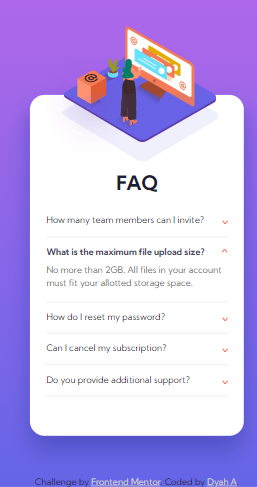 FAQ
How many team members can I invite?
What is the maximum file upload size?
No more than 2GB. All files in your account
must fit your allotted storage space.
How do I reset my password?
Can I cancel my subscription?
Do you provide additional support?
Challenge by Frontend Mentor. Coded by Dyah A